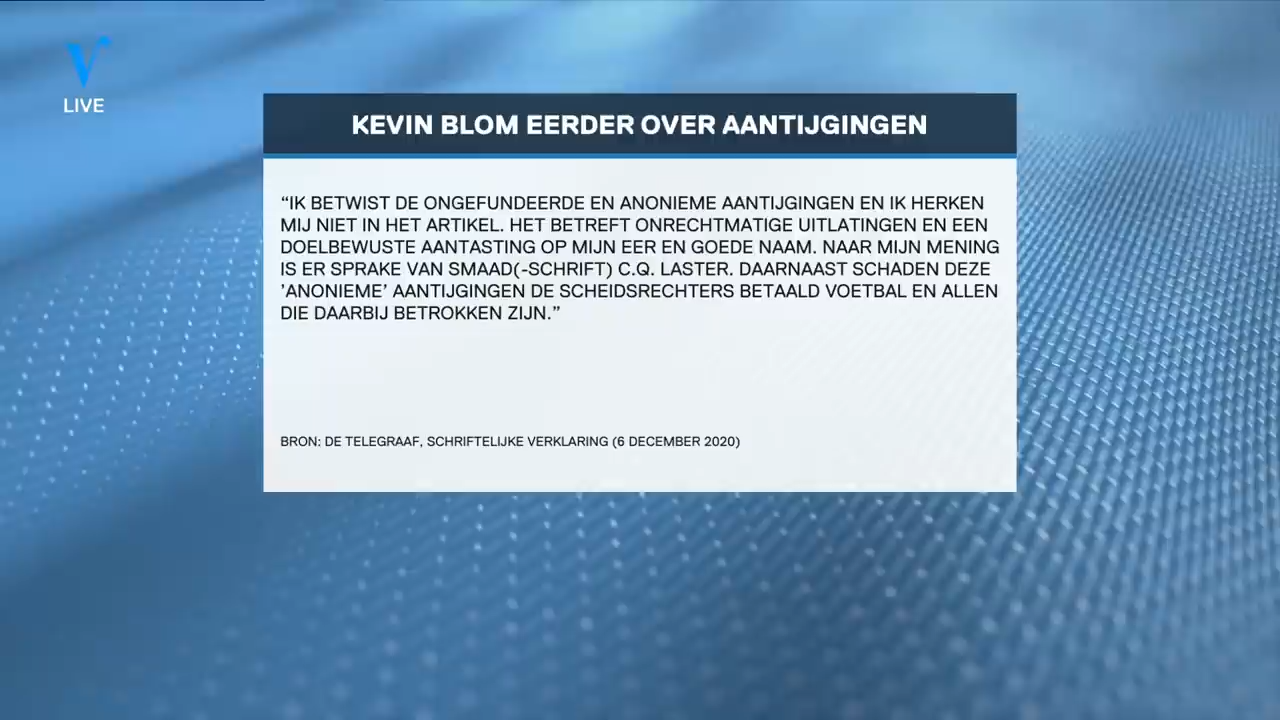 V
LIVE
KEVIN BLOM EERDER OVER AANTIJGINGEN
“IK BETWIST DE ONGEFUNDEERDE EN ANONIEME AANTIJGINGEN EN IK HERKEN
MIJ NIET IN HET ARTIKEL. HET BETREFT ONRECHTMATIGE UITLATINGEN EN EEN
DOELBEWUSTE AANTASTING OP MIJN EER EN GOEDE NAAM. NAAR MIJN MENING
IS ER SPRAKE VAN SMAAD(-SCHRIFT) C.Q. LASTER. DAARNAAST SCHADEN DEZE
’ANONIEME’ AANTIJGINGEN DE SCHEIDSRECHTERS BETAALD VOETBAL EN ALLEN
DIE DAARBIJ BETROKKEN ZIJN.”
BRON: DE TELEGRAAF, SCHRIFTELIJKE VERKLARING (6 DECEMBER 2020)